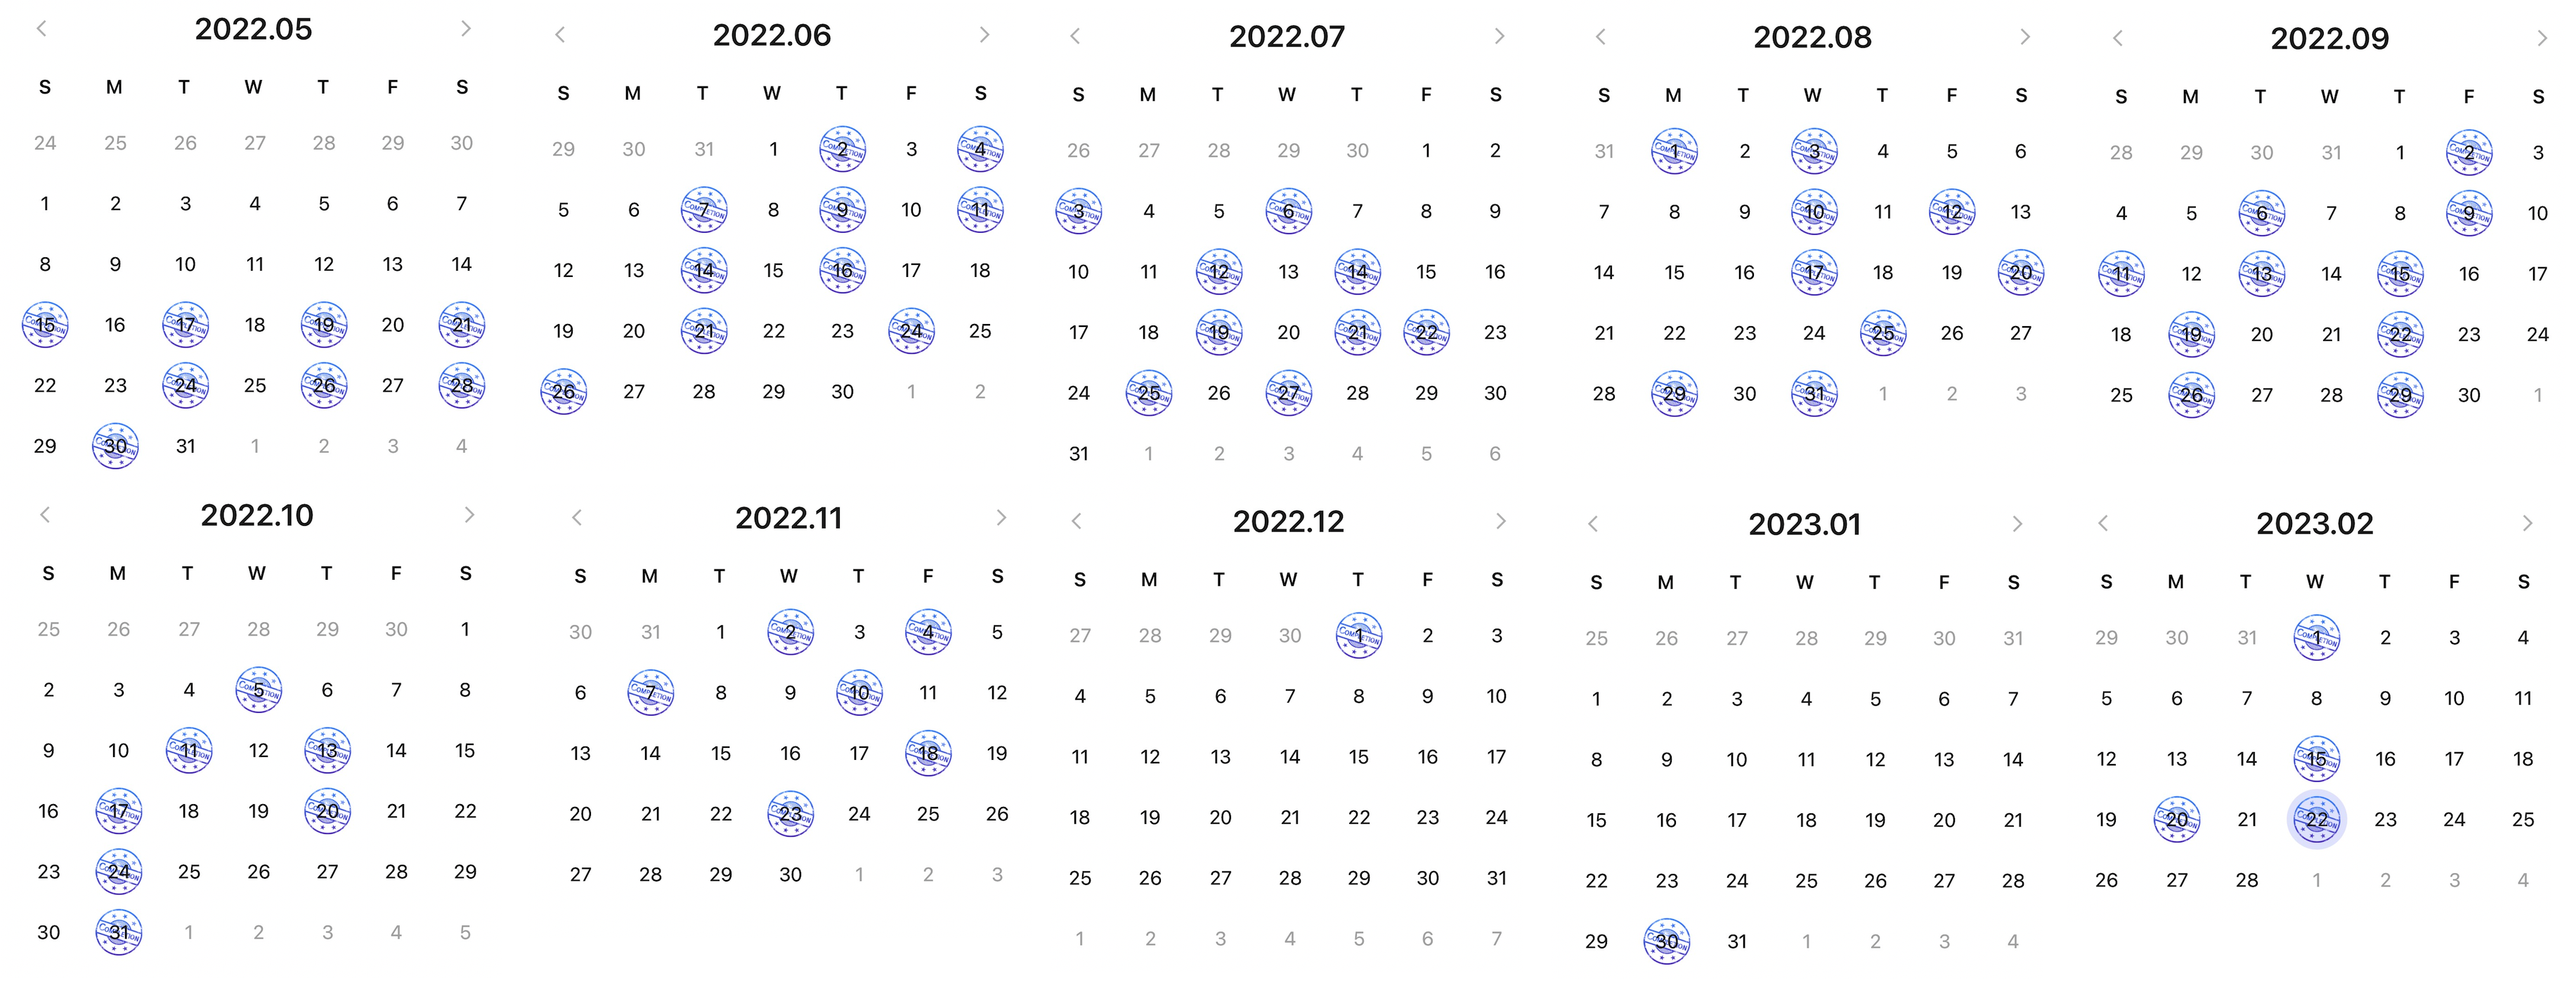 2022.05
S M T W T F S
24 25 26 27 28 29 30
1 2 3 4 5 6 7
8 9 10 11 12 13 14
15 16 17 18 19 20 21
22 23 24 25 26 27 28
29 30 31 1 2 3 4
2022.06
S M T W T F S
29 30 31 1 2 3 4
5 6 7 8 9 10 11
12 13 14 15 16 17 18
19 20 21 22 23 24 25
26 27 28 29 30 1 2
2022.07
S M T W T F S
26 27 28 29 30 1 2
3 4 5 6 7 8 9
10 11 12 13 14 15 16
17 18 19 20 21 22 23
24 25 26 27 28 29 30
31 1 2 3 4 5 6
2022.08
S M T W T F S
31 1 2 3 4 5 6
7 8 9 10 11 12 13
14 15 16 17 18 19 20
21 22 23 24 25 26 27
28 29 30 31 1 2 3
2022.09
S M T W T F S
28 29 30 31 1 2 3
4 5 6 7 8 9 10
11 12 13 14 15 16 17
18 19 20 21 22 23 24
25 26 27 28 29 30 1
2022.10
S M T W T F S
25 26 27 28 29 30 1
2 3 4 5 6 7 8
9 10 11 12 13 14 15
16 17 18 19 20 21 22
23 24 25 26 27 28 29
30 31 1 2 3 4 5
2022.11
S M T W T F S
30 31 1 2 3 4 5
6 7 8 9 10 11 12
13 14 15 16 17 18 19
20 21 22 23 24 25 26
27 28 29 30 1 2 3
2022.12
S M T W T F S
27 28 29 30 1 2 3
4 5 6 7 8 9 10
11 12 13 14 15 16 17
18 19 20 21 22 23 24
25 26 27 28 29 30 31
1 2 3 4 5 6 7
2023.01
S M T W T F S
25 26 27 28 29 30 31
1 2 3 4 5 6 7
8 9 10 11 12 13 14
15 16 17 18 19 20 21
22 23 24 25 26 27 28
29 30 31 1 2 3 4
2023.02
S M T W T F S
29 30 31 1 2 3 4
5 6 7 8 9 10 11
12 13 14 15 16 17 18
19 20 21 22 23 24 25
26 27 28 1 2 3 4